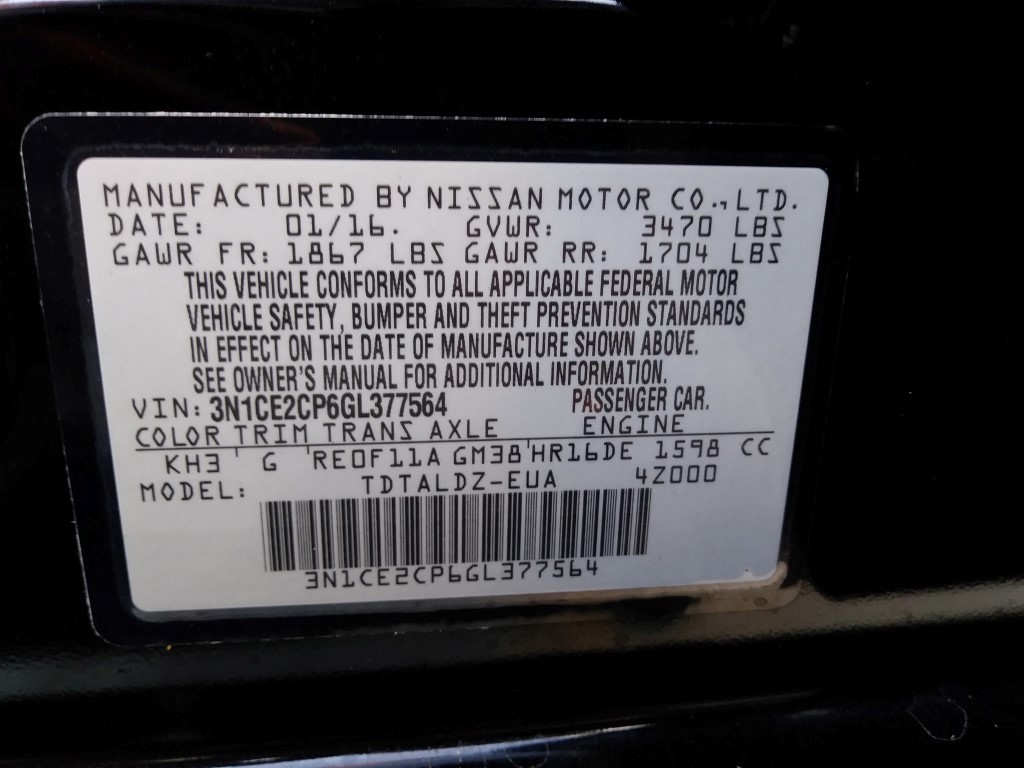 MANUFACTURED BY NISSAN MOTOR CO.,LTD.
DATE: 01/16. GVWR: 3470 LBS
GAWR FR: 1867 LBS GAWR RR: 1704 LBS
THIS VEHICLE CONFORMS TO ALL APPLICABLE FEDERAL MOTOR
VEHICLE SAFETY, BUMPER AND THEFT PREVENTION STANDARDS
IN EFFECT ON THE DATE OF MANUFACTURE SHOWN ABOVE.
SEE OWNER'S MANUAL FOR ADDITIONAL INFORMATION.
VIN: 3N1CE2CP6GL377564 PASSENGER CAR.
COLOR TRIM TRANS AXLE ENGINE
KH3 ' G 'RE0F11A GM38'HR16DE 1598 CC
MODEL: TDTALDZ-EUA 4Z000
3N1CE2CP6GL377564